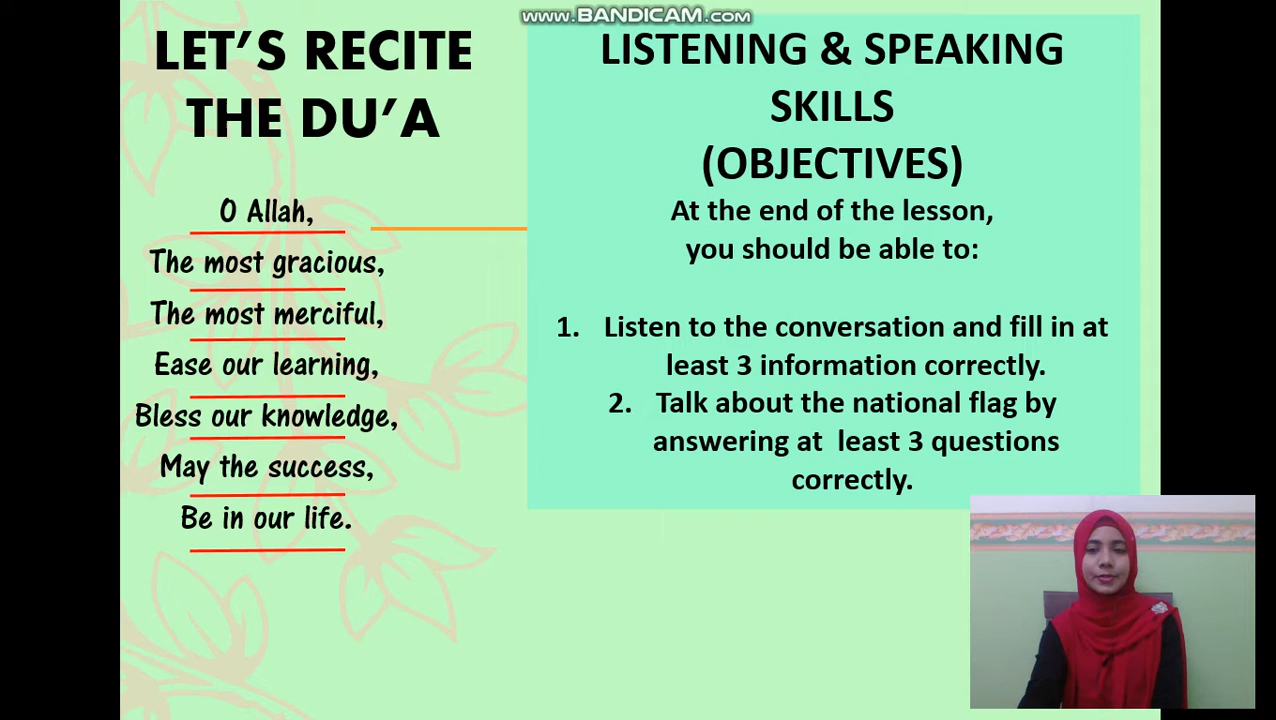 www.BANDICAM.com
LET’S RECITE
THE DU’A
O Allah,
The most gracious,
The most merciful,
Ease our learning,
Bless our knowledge,
May the success,
Be in our life.
LISTENING & SPEAKING
SKILLS
(OBJECTIVES)
At the end of the lesson,
you should be able to:
1. Listen to the conversation and fill in at
least 3 information correctly.
2. Talk about the national flag by
answering at least 3 questions
correctly.